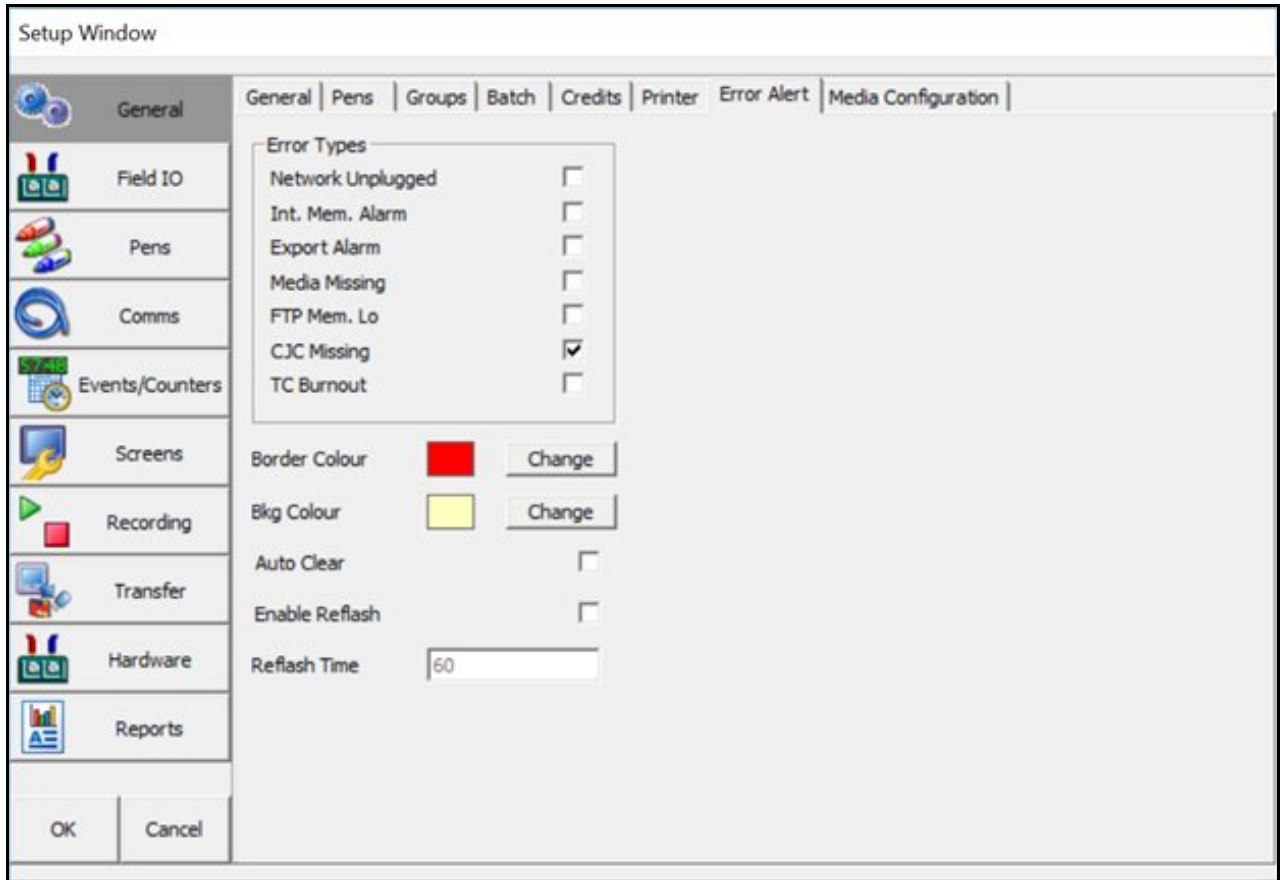 Setup Window
General
Field IO
Pens
Comms
57:48
Events/Counters
Screens
Recording
Transfer
Hardware
Reports
OK Cancel
General Pens Groups Batch Credits Printer Error Alert Media Configuration
Error Types
Network Unplugged
Int. Mem. Alarm
Export Alarm
Media Missing
FTP Mem. Lo
CJC Missing
TC Burnout
Border Colour Change
Bkg Colour Change
Auto Clear
Enable Reflash
Reflash Time 60